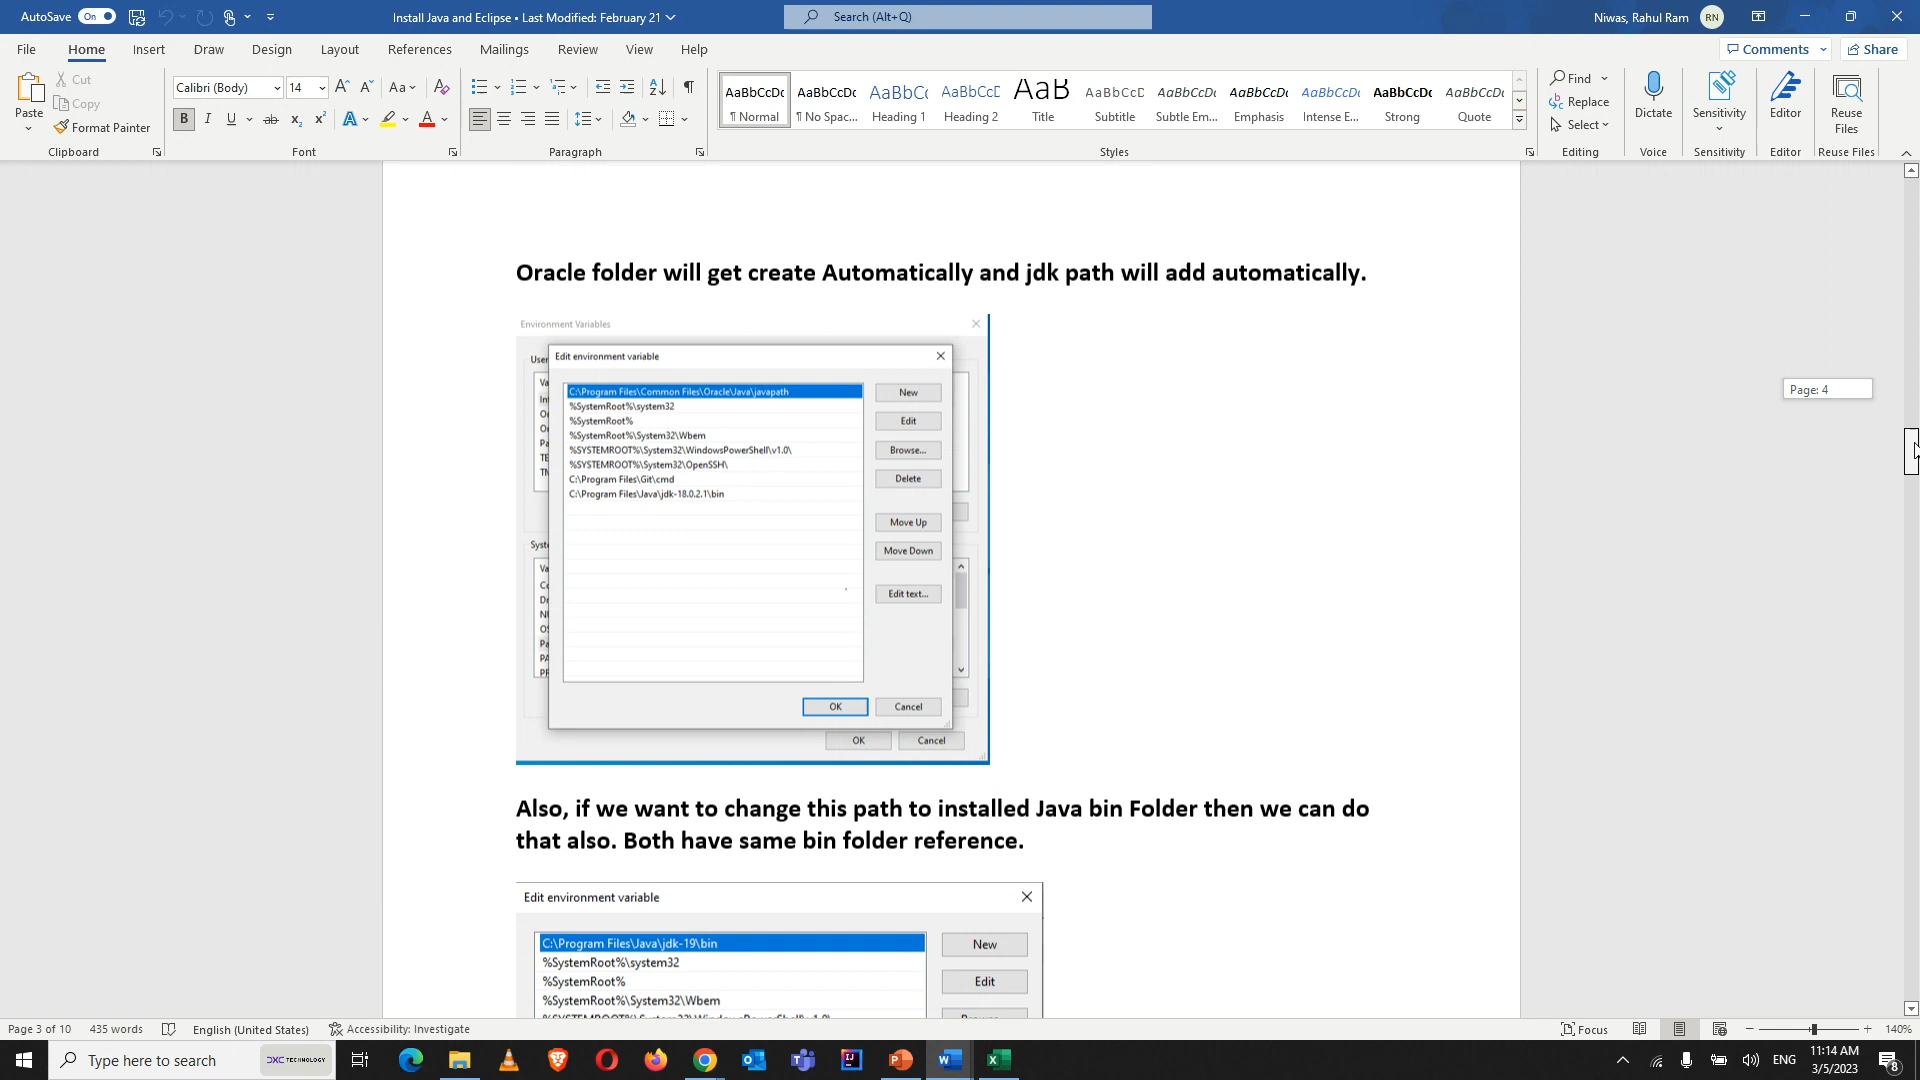 AutoSave On
Install Java and Eclipse • Last Modified: February 21
Search (Alt+Q)
Niwas, Rahul Ram RN
File Home Insert Draw Design Layout References Mailings Review View Help
Comments Share
Paste
Cut
Copy
Format Painter
Clipboard
Calibri (Body) 14
Font
Paragraph
AaBbCcDc AaBbCcDc AaBbCc AaBbCcD AaB AaBbCcD AaBbCcDc AaBbCcDc AaBbCcDc AaBbCcDc AaBbCcDc
¶ Normal ¶ No Spac... Heading 1 Heading 2 Title Subtitle Subtle Em... Emphasis Intense E... Strong Quote
Styles
Find
Replace
Select
Editing
Dictate
Voice
Sensitivity
Sensitivity
Editor
Editor
Reuse
Files
Reuse Files
Oracle folder will get create Automatically and jdk path will add automatically.
Environment Variables
Edit environment variable
C:\Program Files\Common Files\Oracle\Java\javapath
%SystemRoot%\system32
%SystemRoot%
%SystemRoot%\System32\Wbem
%SYSTEMROOT%\System32\WindowsPowerShell\v1.0\
%SYSTEMROOT%\System32\OpenSSH\
C:\Program Files\Git\cmd
C:\Program Files\Java\jdk-18.0.2.1\bin
New
Edit
Browse...
Delete
Move Up
Move Down
Edit text...
OK Cancel
OK Cancel
Page: 4
Also, if we want to change this path to installed Java bin Folder then we can do
that also. Both have same bin folder reference.
Edit environment variable
C:\Program Files\Java\jdk-19\bin
%SystemRoot%\system32
%SystemRoot%
%SystemRoot%\System32\Wbem
New
Edit
Page 3 of 10 435 words English (United States) Accessibility: Investigate
Focus 140%
Type here to search
DXC TECHNOLOGY
ENG
11:14 AM
3/5/2023
8